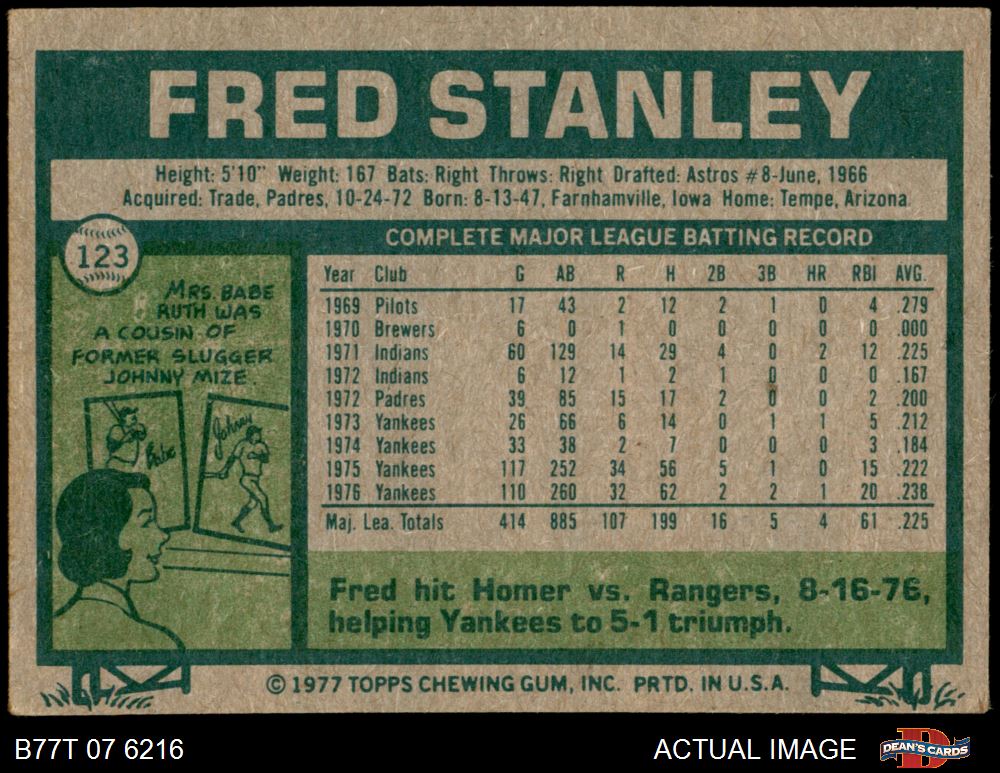 FRED STANLEY
Height: 5'10" Weight: 167 Bats: Right Throws: Right Drafted: Astros #8-June, 1966
Acquired: Trade, Padres, 10-24-72 Born: 8-13-47, Farnhamville, Iowa Home: Tempe, Arizona
123
MRS. BABE
RUTH WAS
A COUSIN OF
FORMER SLUGGER
JOHNNY MIZE.
Babe
Johnny
COMPLETE MAJOR LEAGUE BATTING RECORD
Year Club G AB R H 2B 3B HR RBI AVG.
1969 Pilots 17 43 2 12 2 1 0 4 .279
1970 Brewers 6 0 1 0 0 0 0 0 .000
1971 Indians 60 129 14 29 4 0 2 12 .225
1972 Indians 6 12 1 2 1 0 0 0 .167
1972 Padres 39 85 15 17 2 0 0 2 .200
1973 Yankees 26 66 6 14 0 1 1 5 .212
1974 Yankees 33 38 2 7 0 0 0 3 .184
1975 Yankees 117 252 34 56 5 1 0 15 .222
1976 Yankees 110 260 32 62 2 2 1 20 .238
Maj. Lea. Totals 414 885 107 199 16 5 4 61 .225
Fred hit Homer vs. Rangers, 8-16-76,
helping Yankees to 5-1 triumph.
© 1977 TOPPS CHEWING GUM, INC. PRTD. IN U.S.A.
B77T 07 6216
ACTUAL IMAGE
D
DEAN'S CARDS